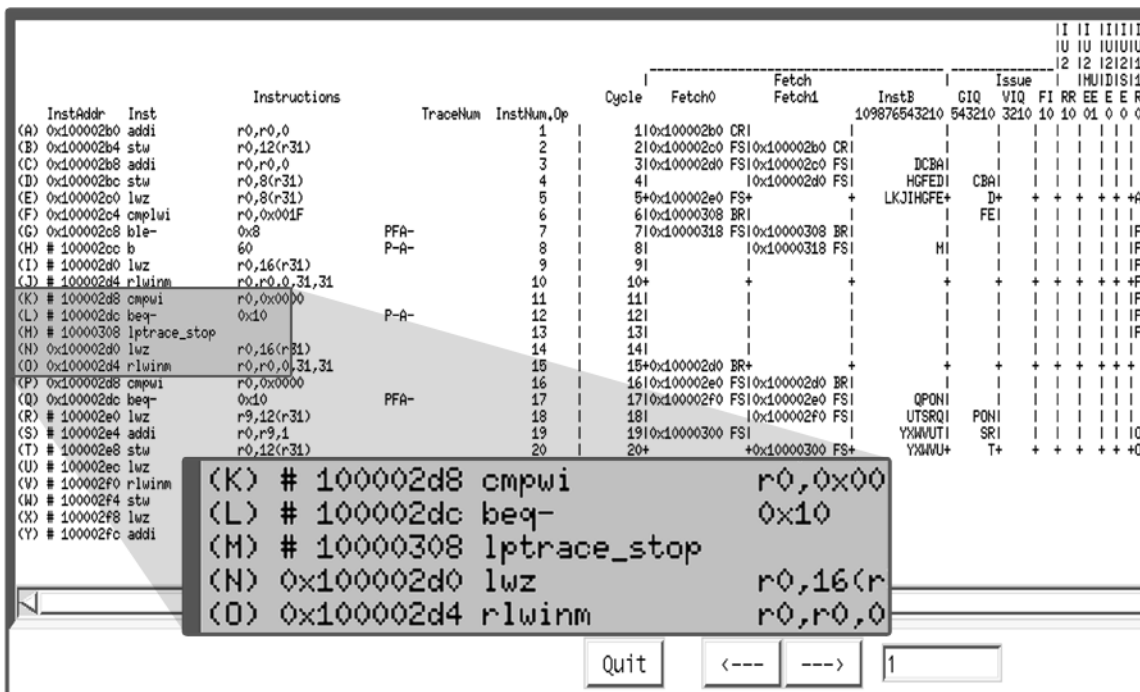 |I |I |I|I|I
|U |U |U|U|U
|2 |2 |2|2|1
| Fetch | Issue | |MU|D|S|1
Instructions Cycle Fetch0 Fetch1 InstB GIQ VIQ FI RR EE E E R
InstAddr Inst TraceNum InstNum.Op 109876543210 543210 3210 10 10 01 0 0 0
(A) 0x100002b0 addi r0,r0,0 1 | 1|0x100002b0 CR|
(B) 0x100002b4 stw r0,12(r31) 2 | 2|0x100002c0 FS|0x100002b0 CR|
(C) 0x100002b8 addi r0,r0,0 3 | 3|0x100002d0 FS|0x100002c0 FS| DCBA|
(D) 0x100002bc stw r0,8(r31) 4 | 4| |0x100002d0 FS| HGFED| CBA|
(E) 0x100002c0 lwz r0,8(r31) 5 | 5+0x100002e0 FS+ + LKJIHGFE+ D+ + + + + + +A
(F) 0x100002c4 cmplwi r0,0x001F 6 | 6|0x10000308 BR| | | FE|
(G) 0x100002c8 ble- 0x8 PFA- 7 | 7|0x10000318 FS|0x10000308 BR| | | |F
(H) # 100002cc b 60 P-A- 8 | 8| |0x10000318 FS| M| | |F
(I) # 100002d0 lwz r0,16(r31) 9 | 9| | | | | |F
(J) # 100002d4 rlwinm r0,r0,0,31,31 10 | 10+ + + + + + + + + + +F
(K) # 100002d8 cmpwi r0,0x0000 11 | 11| | | | | |F
(L) # 100002dc beq- 0x10 P-A- 12 | 12| | | | | |F
(M) # 10000308 lptrace_stop 13 | 13| | | | | |F
(N) 0x100002d0 lwz r0,16(r31) 14 | 14| | | | |
(O) 0x100002d4 rlwinm r0,r0,0,31,31 15 | 15+0x100002d0 BR+ + + + + + + + + +
(P) 0x100002d8 cmpwi r0,0x0000 16 | 16|0x100002e0 FS|0x100002d0 BR| | |
(Q) 0x100002dc beq- 0x10 PFA- 17 | 17|0x100002f0 FS|0x100002e0 FS| QPON| |
(R) # 100002e0 lwz r9,12(r31) 18 | 18| |0x100002f0 FS| UTSRQ| PON|
(S) # 100002e4 addi r0,r9,1 19 | 19|0x10000300 FS| | YXWVUT| SR| |O
(T) # 100002e8 stw r0,12(r31) 20 | 20+ +0x10000300 FS+ YXWVU+ T+ + + + + + +O
(U) # 100002ec lwz
(V) # 100002f0 rlwinm
(W) # 100002f4 stw
(X) # 100002f8 lwz
(Y) # 100002fc addi
(K) # 100002d8 cmpwi r0,0x00
(L) # 100002dc beq- 0x10
(M) # 10000308 lptrace_stop
(N) 0x100002d0 lwz r0,16(r
(O) 0x100002d4 rlwinm r0,r0,0
Quit <--- ---> 1